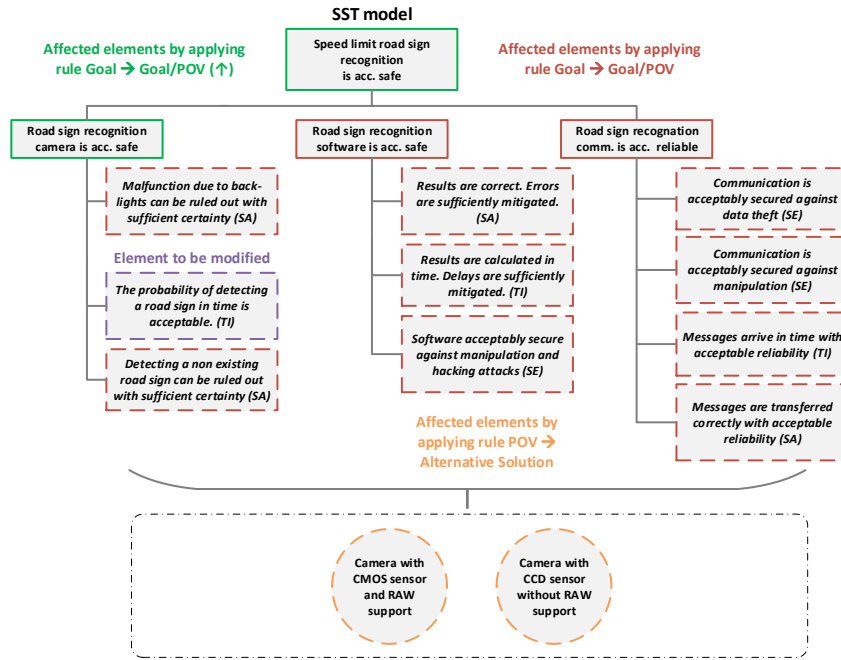 SST model
Affected elements by applying
rule Goal → Goal/POV (↑)
Speed limit road sign
recognition
is acc. safe
Affected elements by applying
rule Goal → Goal/POV
Road sign recognition
camera is acc. safe
Road sign recognition
software is acc. safe
Road sign recognation
comm. is acc. reliable
Malfunction due to back-
lights can be ruled out with
sufficient certainty (SA)
Element to be modified
The probability of detecting
a road sign in time is
acceptable. (TI)
Detecting a non existing
road sign can be ruled out
with sufficient certainty (SA)
Results are correct. Errors
are sufficiently mitigated.
(SA)
Results are calculated in
time. Delays are sufficiently
mitigated. (TI)
Software acceptably secure
against manipulation and
hacking attacks (SE)
Communication is
acceptably secured against
data theft (SE)
Communication is
acceptably secured against
manipulation (SE)
Messages arrive in time with
acceptable reliability (TI)
Messages are transferred
correctly with acceptable
reliability (SA)
Affected elements by
applying rule POV →
Alternative Solution
Camera with
CMOS sensor
and RAW
support
Camera with
CCD sensor
without RAW
support